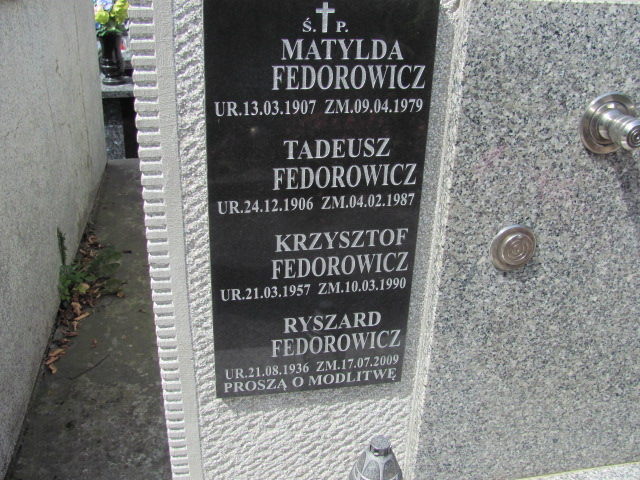 Ś. P.
MATYLDA
FEDOROWICZ
UR.13.03.1907 ZM.09.04.1979
TADEUSZ
FEDOROWICZ
UR.24.12.1906 ZM.04.02.1987
KRZYSZTOF
FEDOROWICZ
UR.21.03.1957 ZM.10.03.1990
RYSZARD
FEDOROWICZ
UR.21.08.1936 ZM.17.07.2009
PROSZĄ O MODLITWĘ